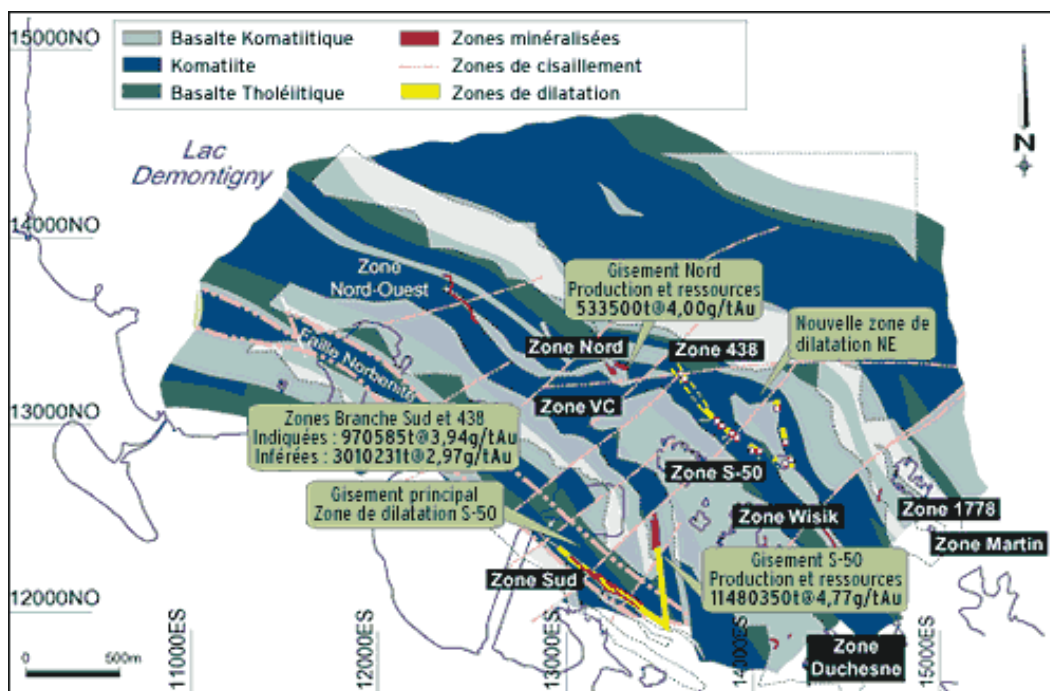 15000NO
Basalte Komatiitique
Zones minéralisées
Komatiite
Zones de cisaillement
Basalte Tholéiitique
Zones de dilatation
N
Lac
Demontigny
14000NO
Zone
Nord-Ouest
Gisement Nord
Production et ressources
533500t@4,00g/tAu
Nouvelle zone de
dilatation NE
Zone Nord
Zone 438
Faille Norbenite
13000NO
Zone VC
Zones Branche Sud et 438
Indiquées : 970585t@3,94g/tAu
Inférées : 3010231t@2,97g/tAu
Zone S-50
Gisement principal
Zone de dilatation S-50
Zone Wisik
Zone 1778
Zone Martin
Zone Sud
Gisement S-50
Production et ressources
11480350t@4,77g/tAu
12000NO
Zone
Duchesne
0
500m
11000ES
12000ES
13000ES
14000ES
15000ES